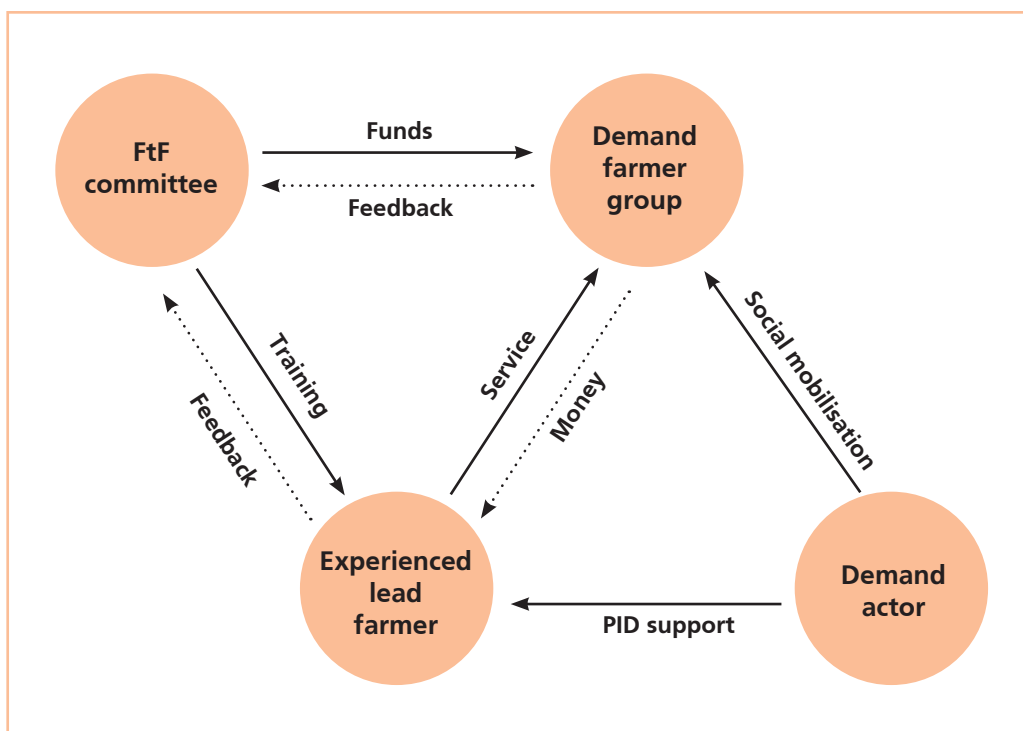 FtF
committee
Funds
Feedback
Demand
farmer
group
Training
Feedback
Service
Money
Social mobilisation
Experienced
lead
farmer
PID support
Demand
actor